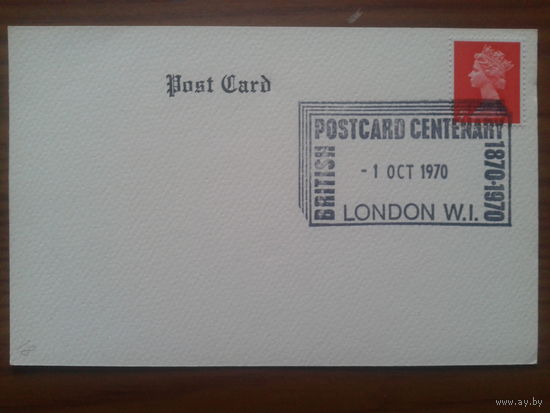 Post Card
BRITISH
POSTCARD CENTENARY
1870-1970
- 1 OCT 1970
LONDON W.I.
www.ay.by